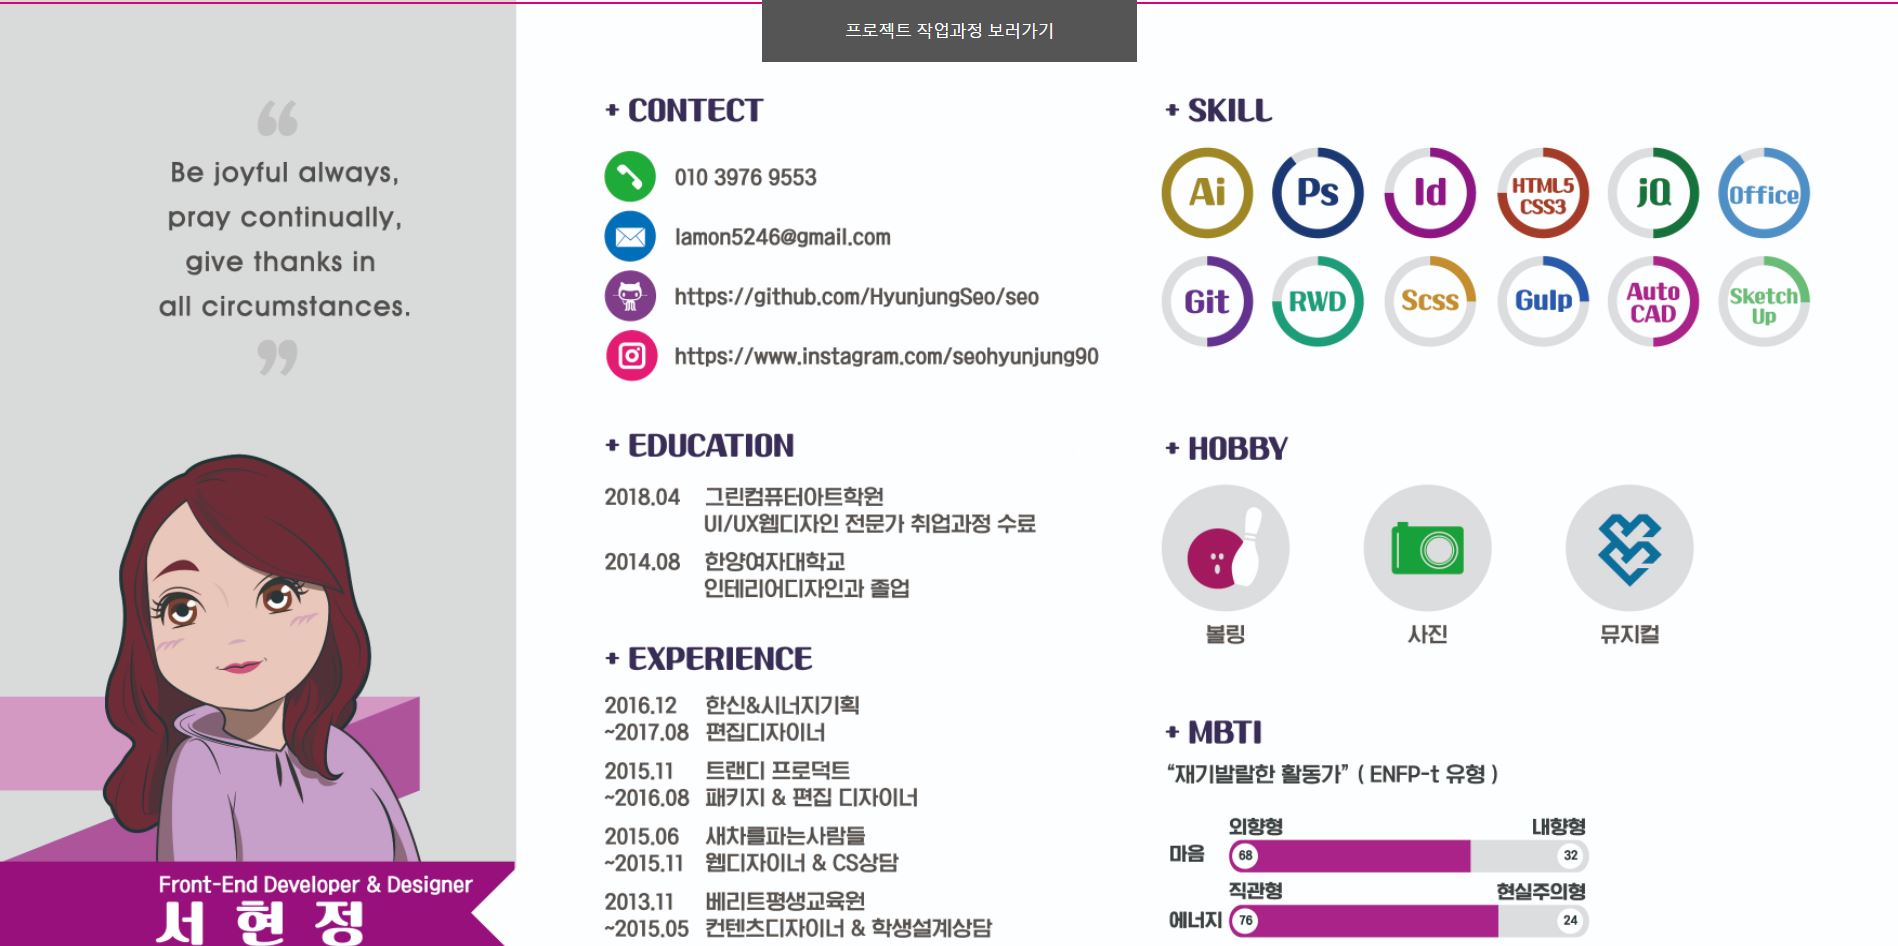 프로젝트 작업과정 보러가기
“
Be joyful always,
pray continually,
give thanks in
all circumstances.
”
Front-End Developer & Designer
서현정
+ CONTECT
010 3976 9553
lamon5246@gmail.com
https://github.com/HyunjungSeo/seo
https://www.instagram.com/seohyunjung90
+ EDUCATION
2018.04 그린컴퓨터아트학원
UI/UX웹디자인 전문가 취업과정 수료
2014.08 한양여자대학교
인테리어디자인과 졸업
+ EXPERIENCE
2016.12 한신&시너지기획
~2017.08 편집디자이너
2015.11 트랜디 프로덕트
~2016.08 패키지 & 편집 디자이너
2015.06 새차를파는사람들
~2015.11 웹디자이너 & CS상담
2013.11 베리트평생교육원
~2015.05 컨텐츠디자이너 & 학생설계상담
+ SKILL
Ai
Ps
Id
HTML5
CSS3
jQ
Office
Git
RWD
Scss
Gulp
Auto
CAD
Sketch
Up
+ HOBBY
볼링 사진 뮤지컬
+ MBTI
“재기발랄한 활동가” ( ENFP-t 유형 )
외향형 내향형
마음 68 32
직관형 현실주의형
에너지 76 24